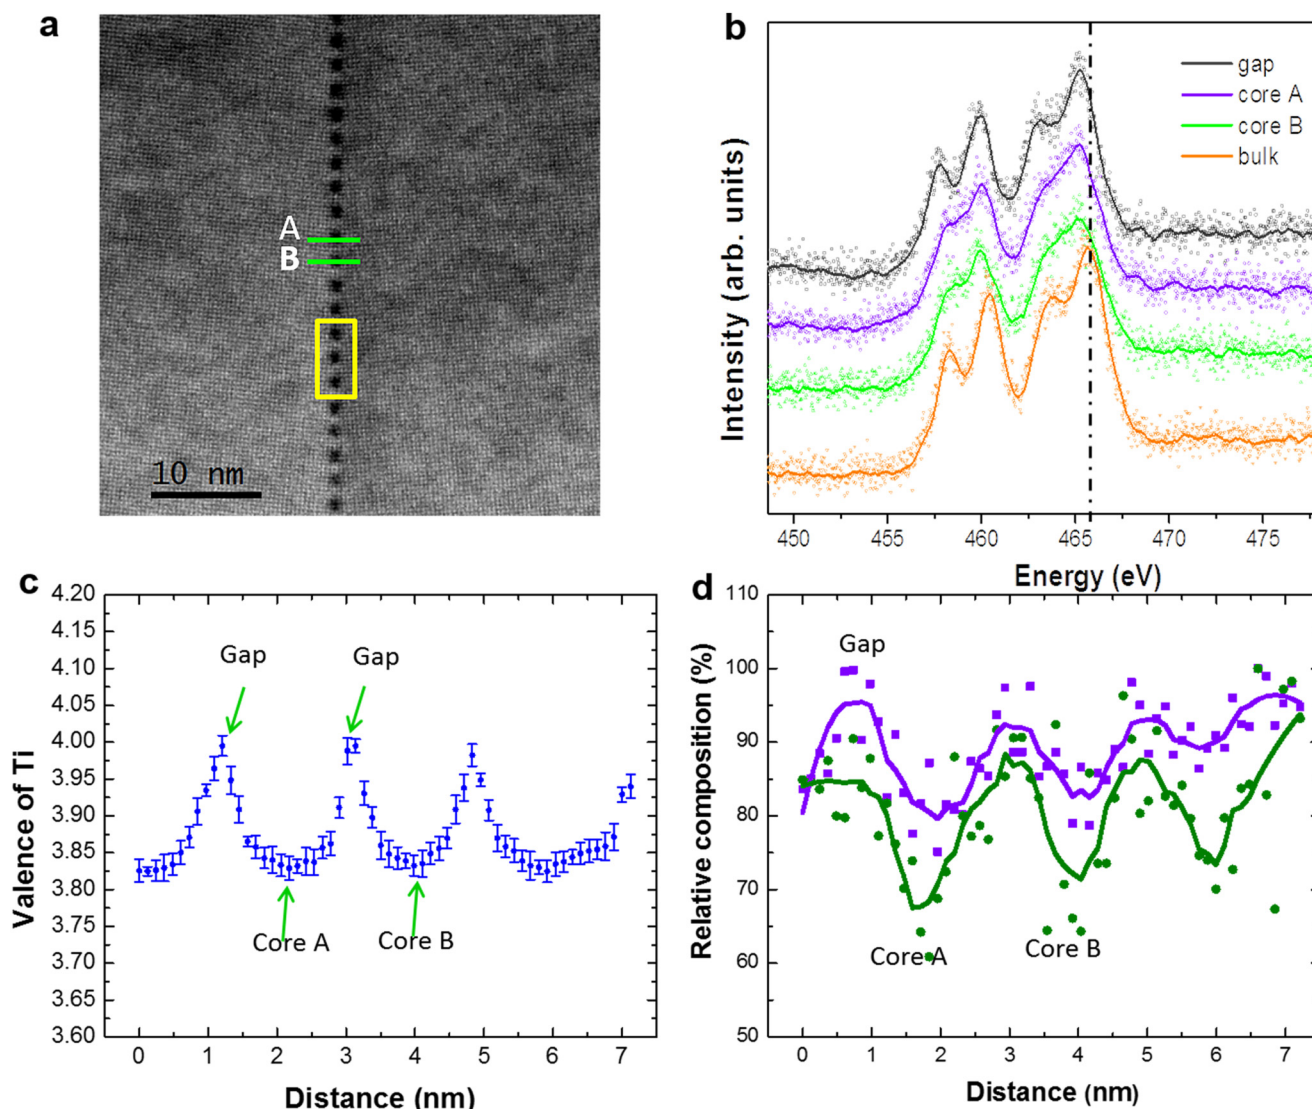 a
A
B
10 nm
b
gap
core A
core B
bulk
Intensity (arb. units)
450 455 460 465 470 475
Energy (eV)
c
4.20
4.15
4.10
4.05
4.00
3.95
3.90
3.85
3.80
3.75
3.70
3.65
3.60
Valence of Ti
Gap
Gap
Core A
Core B
0 1 2 3 4 5 6 7
Distance (nm)
d
110
100
90
80
70
60
50
Relative composition (%)
Gap
Core A
Core B
0 1 2 3 4 5 6 7
Distance (nm)